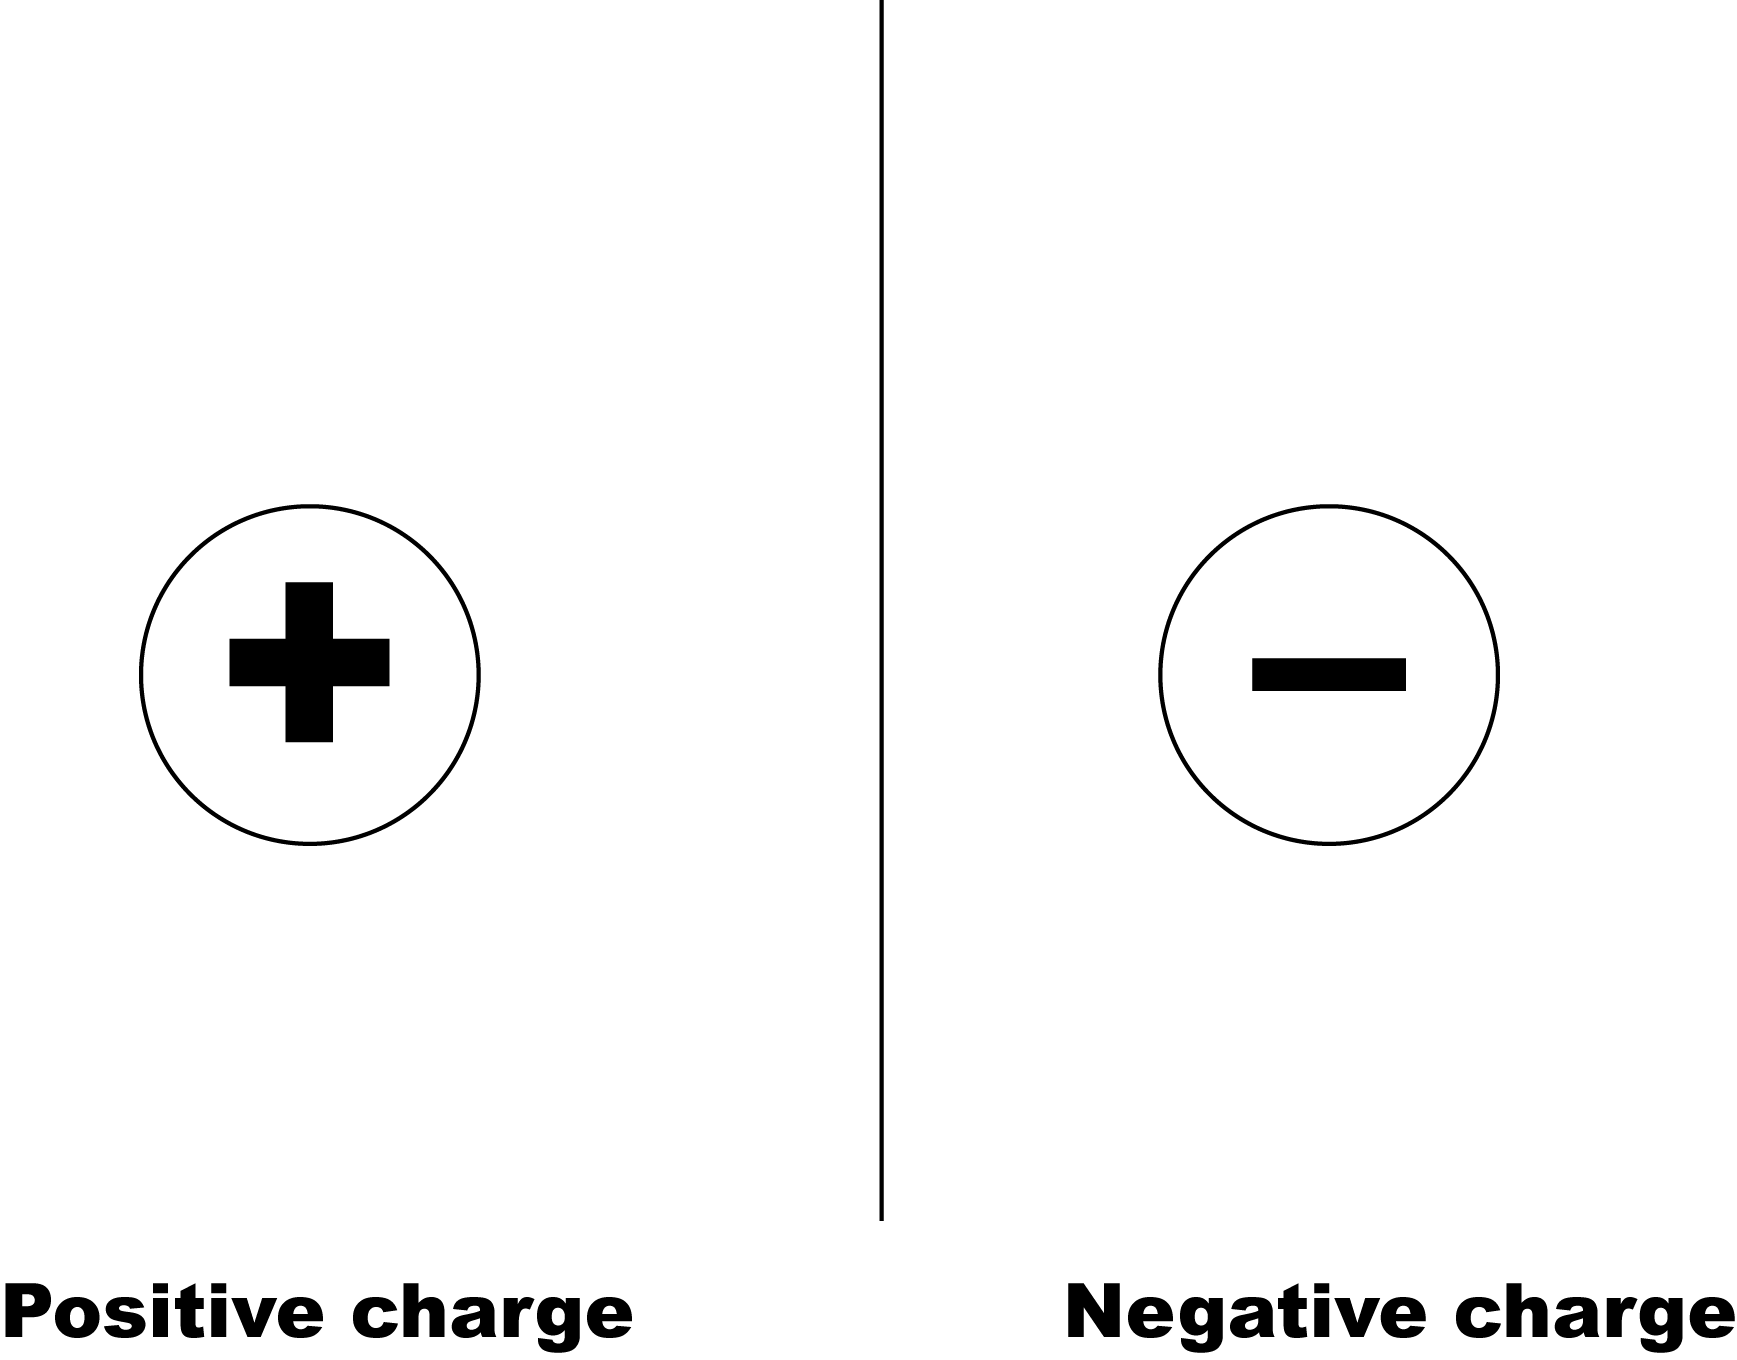 +
−
Positive charge
Negative charge